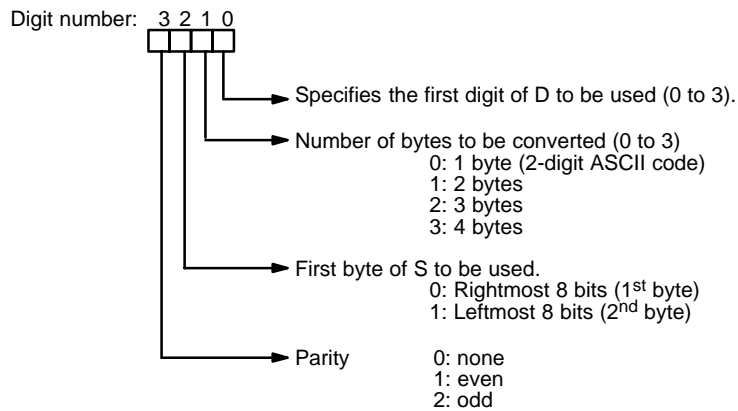 Digit number: 3 2 1 0
Specifies the first digit of D to be used (0 to 3).
Number of bytes to be converted (0 to 3)
0: 1 byte (2-digit ASCII code)
1: 2 bytes
2: 3 bytes
3: 4 bytes
First byte of S to be used.
0: Rightmost 8 bits (1st byte)
1: Leftmost 8 bits (2nd byte)
Parity 0: none
1: even
2: odd